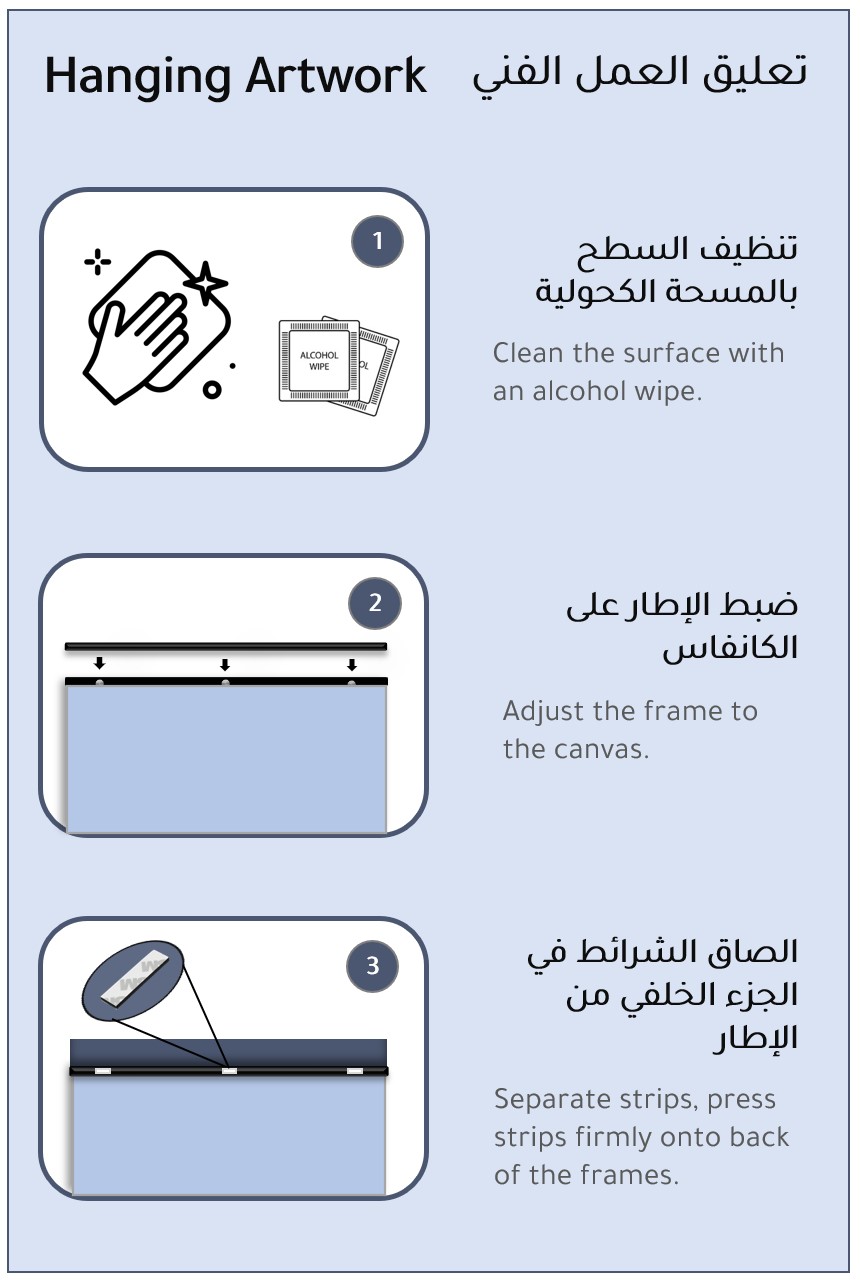 Hanging Artwork تعليق العمل الفني
1
ALCOHOL
WIPE
OL
تنظيف السطح
بالمسحة الكحولية
Clean the surface with
an alcohol wipe.
2
ضبط الإطار على
الكانفاس
Adjust the frame to
the canvas.
3
الصاق الشرائط في
الجزء الخلفي من
الإطار
Separate strips, press
strips firmly onto back
of the frames.